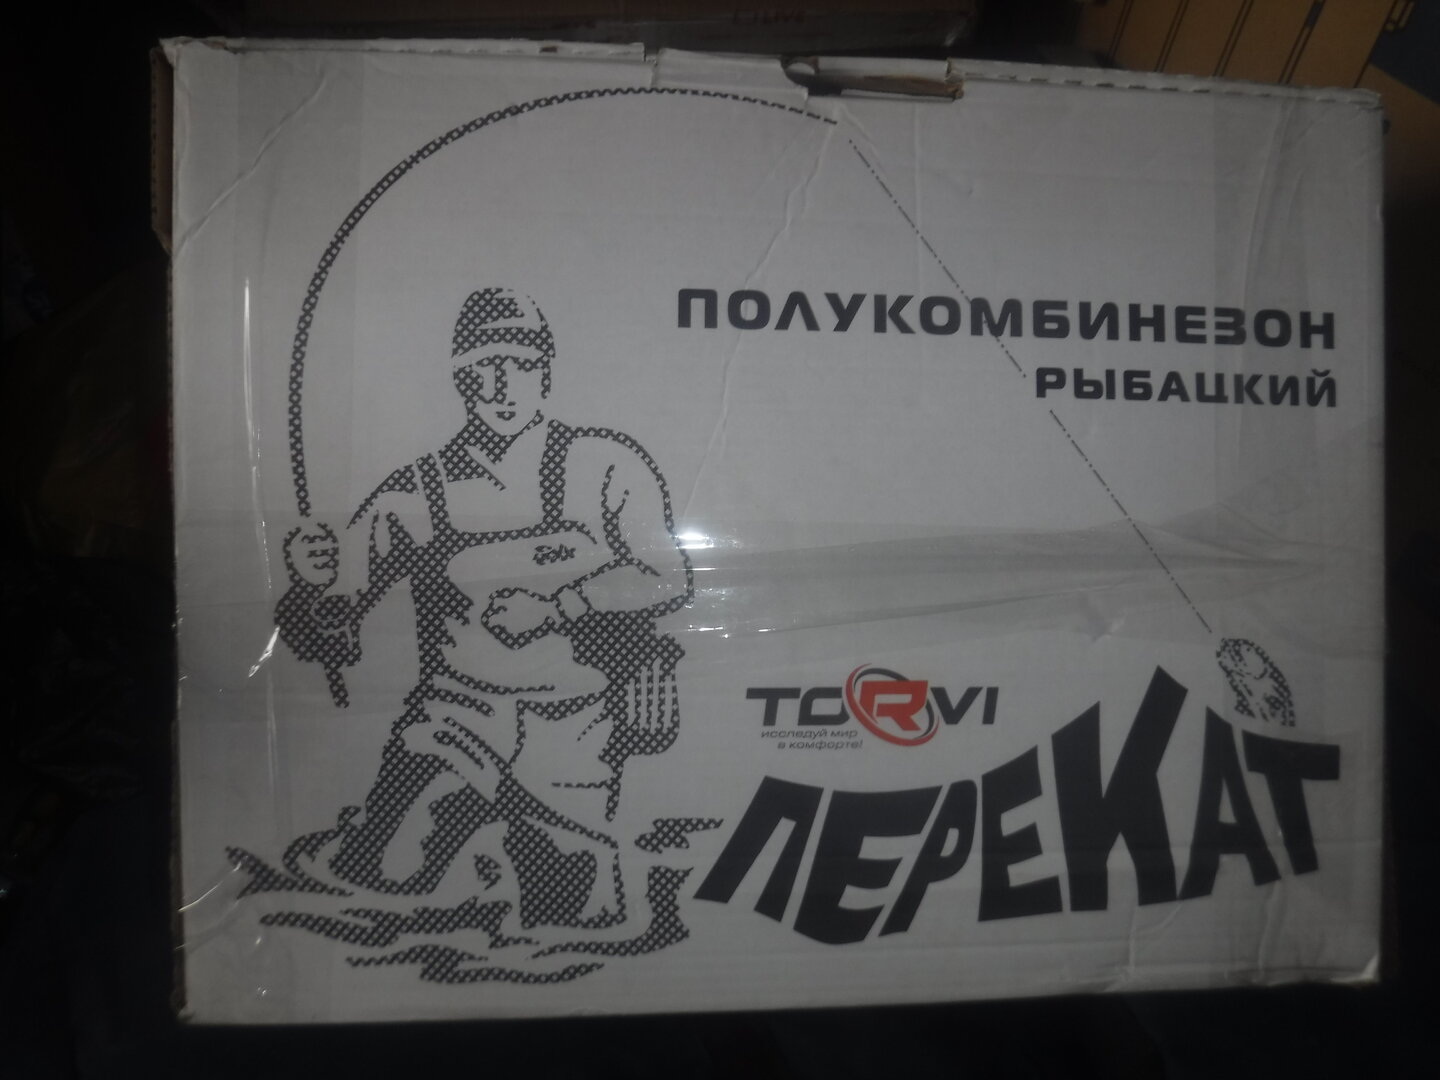 ПОЛУКОМБИНЕЗОН
РЫБАЦКИЙ
TORVI
исследуй мир
в комфорте!
ПЕРЕКАТ